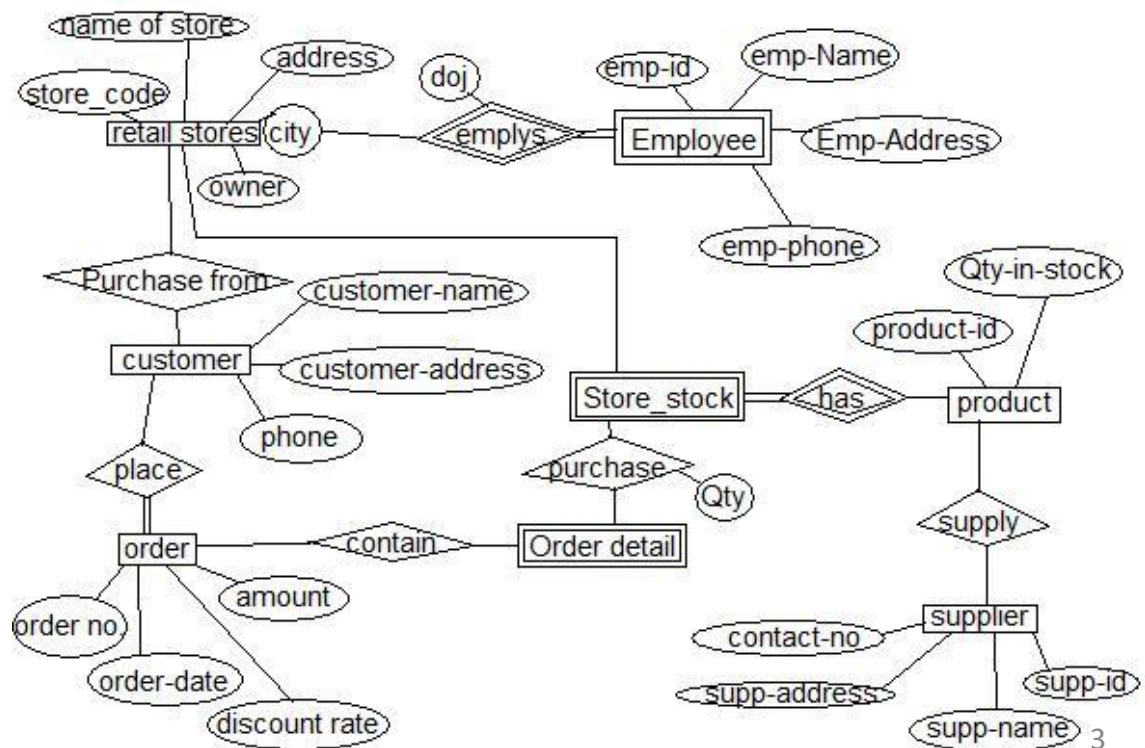 name of store
address
store_code
retail stores
city
owner
doj
emplys
emp-id
emp-Name
Employee
Emp-Address
emp-phone
Purchase from
customer-name
customer
customer-address
phone
Qty-in-stock
product-id
Store_stock
has
product
place
purchase
Qty
supply
order
contain
Order detail
amount
order no.
order-date
discount rate
supplier
contact-no
supp-address
supp-id
supp-name
3